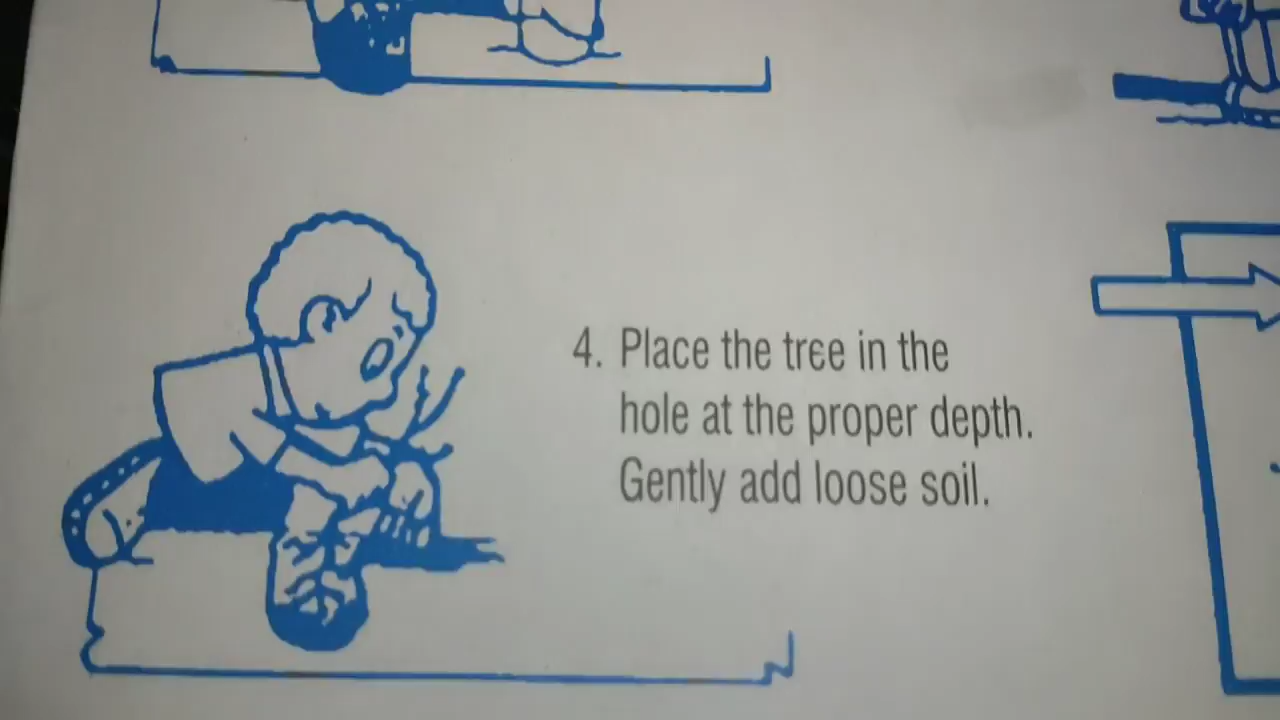 4. Place the tree in the
hole at the proper depth.
Gently add loose soil.